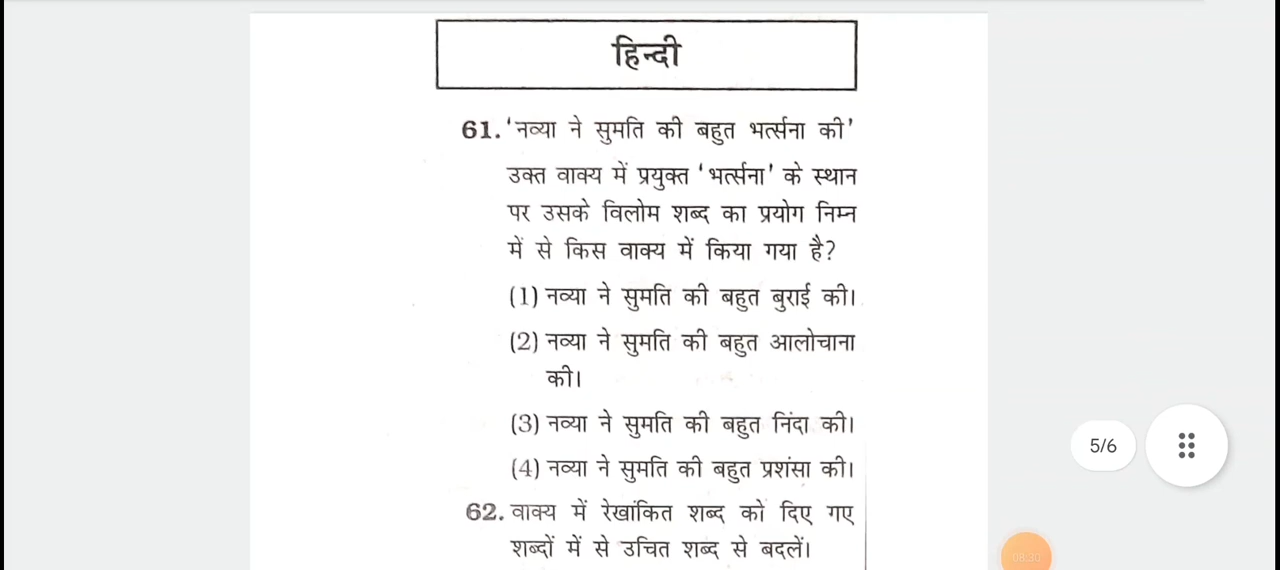 हिन्दी
61. 'नव्या ने सुमति की बहुत भर्त्सना की'
उक्त वाक्य में प्रयुक्त 'भर्त्सना' के स्थान
पर उसके विलोम शब्द का प्रयोग निम्न
में से किस वाक्य में किया गया है?
(1) नव्या ने सुमति की बहुत बुराई की।
(2) नव्या ने सुमति की बहुत आलोचाना
की।
(3) नव्या ने सुमति की बहुत निंदा की।
(4) नव्या ने सुमति की बहुत प्रशंसा की।
5/6
62. वाक्य में रेखांकित शब्द को दिए गए
शब्दों में से उचित शब्द से बदलें।
08:30